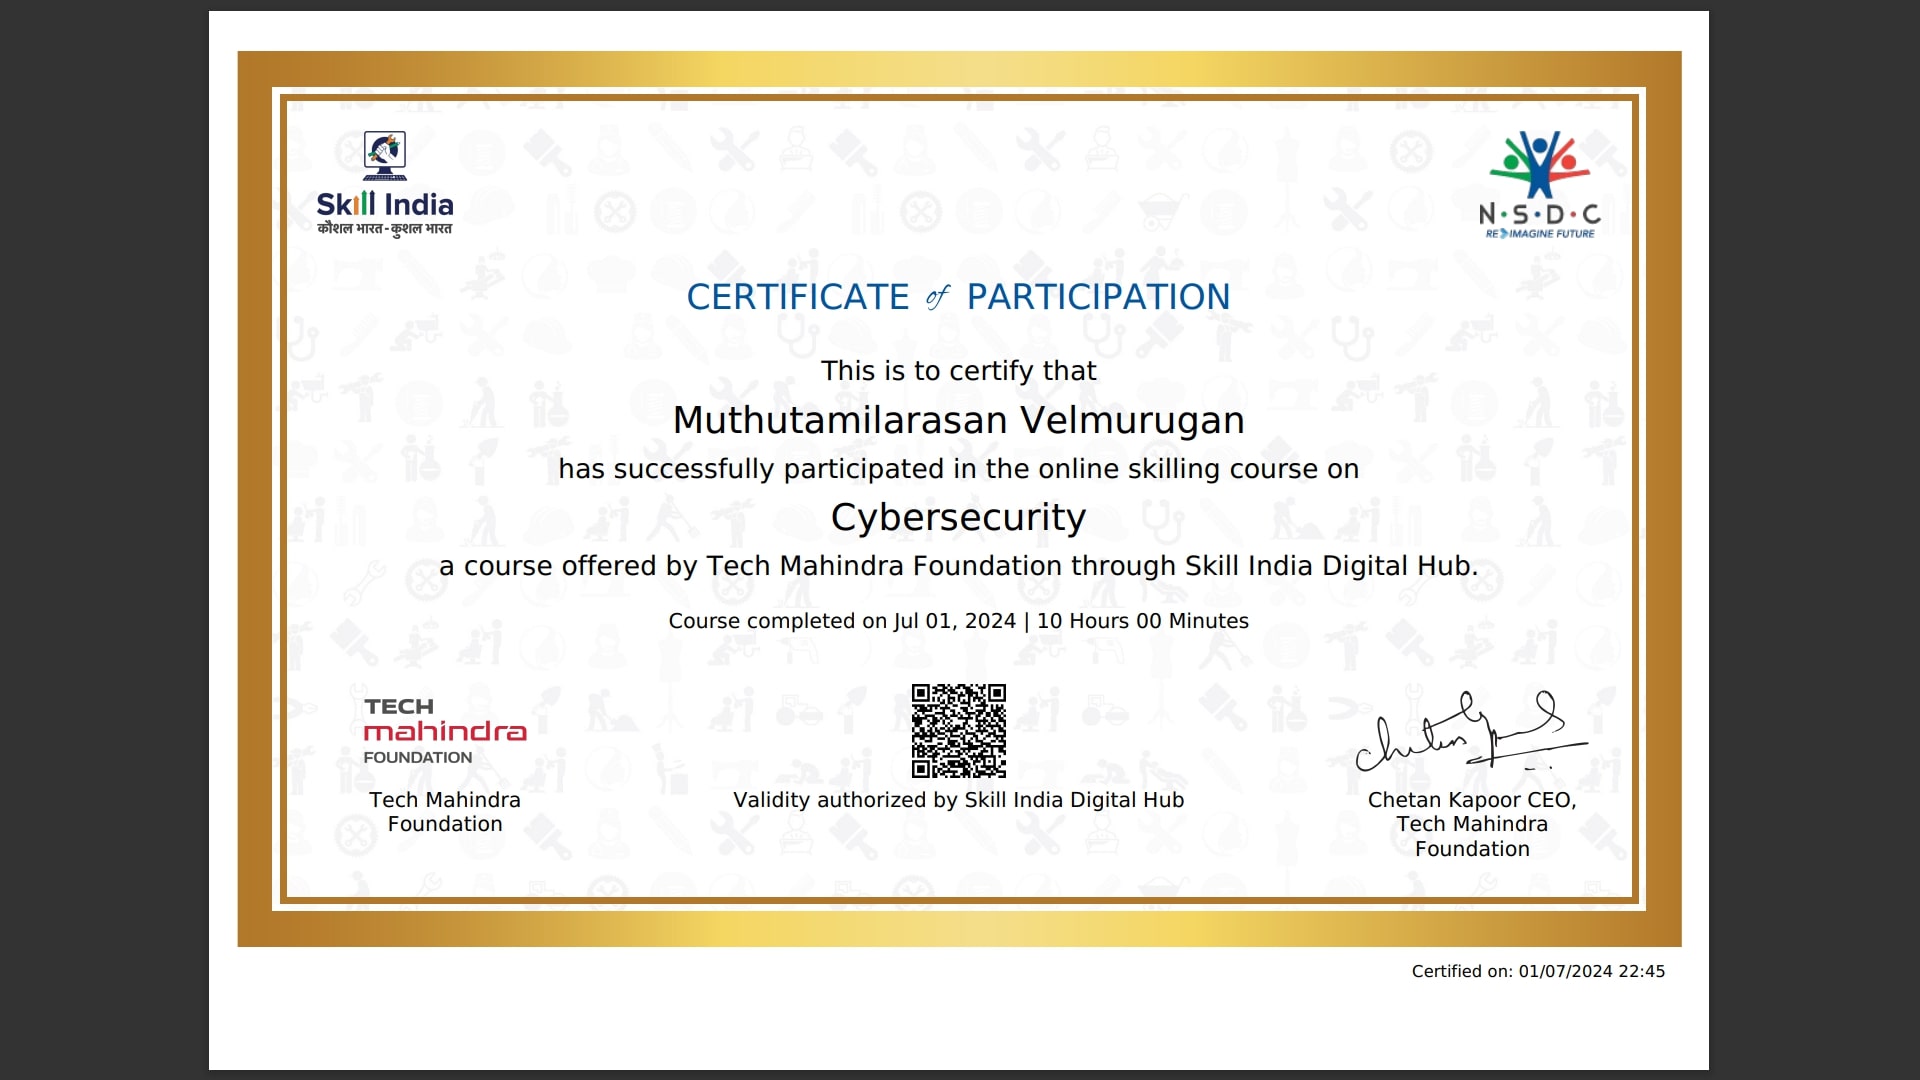 Skill India
कौशल भारत-कुशल भारत
N·S·D·C
RE IMAGINE FUTURE
CERTIFICATE of PARTICIPATION
This is to certify that
Muthutamilarasan Velmurugan
has successfully participated in the online skilling course on
Cybersecurity
a course offered by Tech Mahindra Foundation through Skill India Digital Hub.
Course completed on Jul 01, 2024 | 10 Hours 00 Minutes
TECH
mahindra
FOUNDATION
Tech Mahindra
Foundation
Validity authorized by Skill India Digital Hub
Chetan Kapoor CEO,
Tech Mahindra
Foundation
Certified on: 01/07/2024 22:45